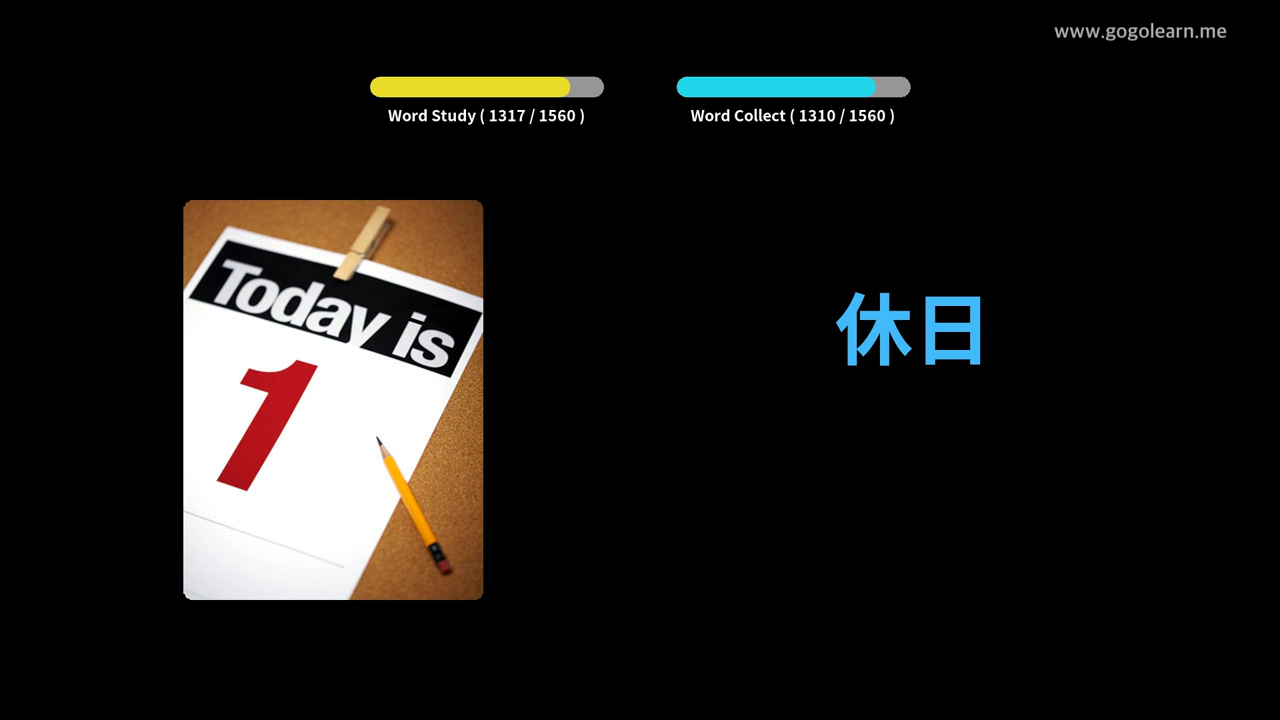 www.gogolearn.me
Word Study ( 1317 / 1560 )
Word Collect ( 1310 / 1560 )
Today is
1
休日